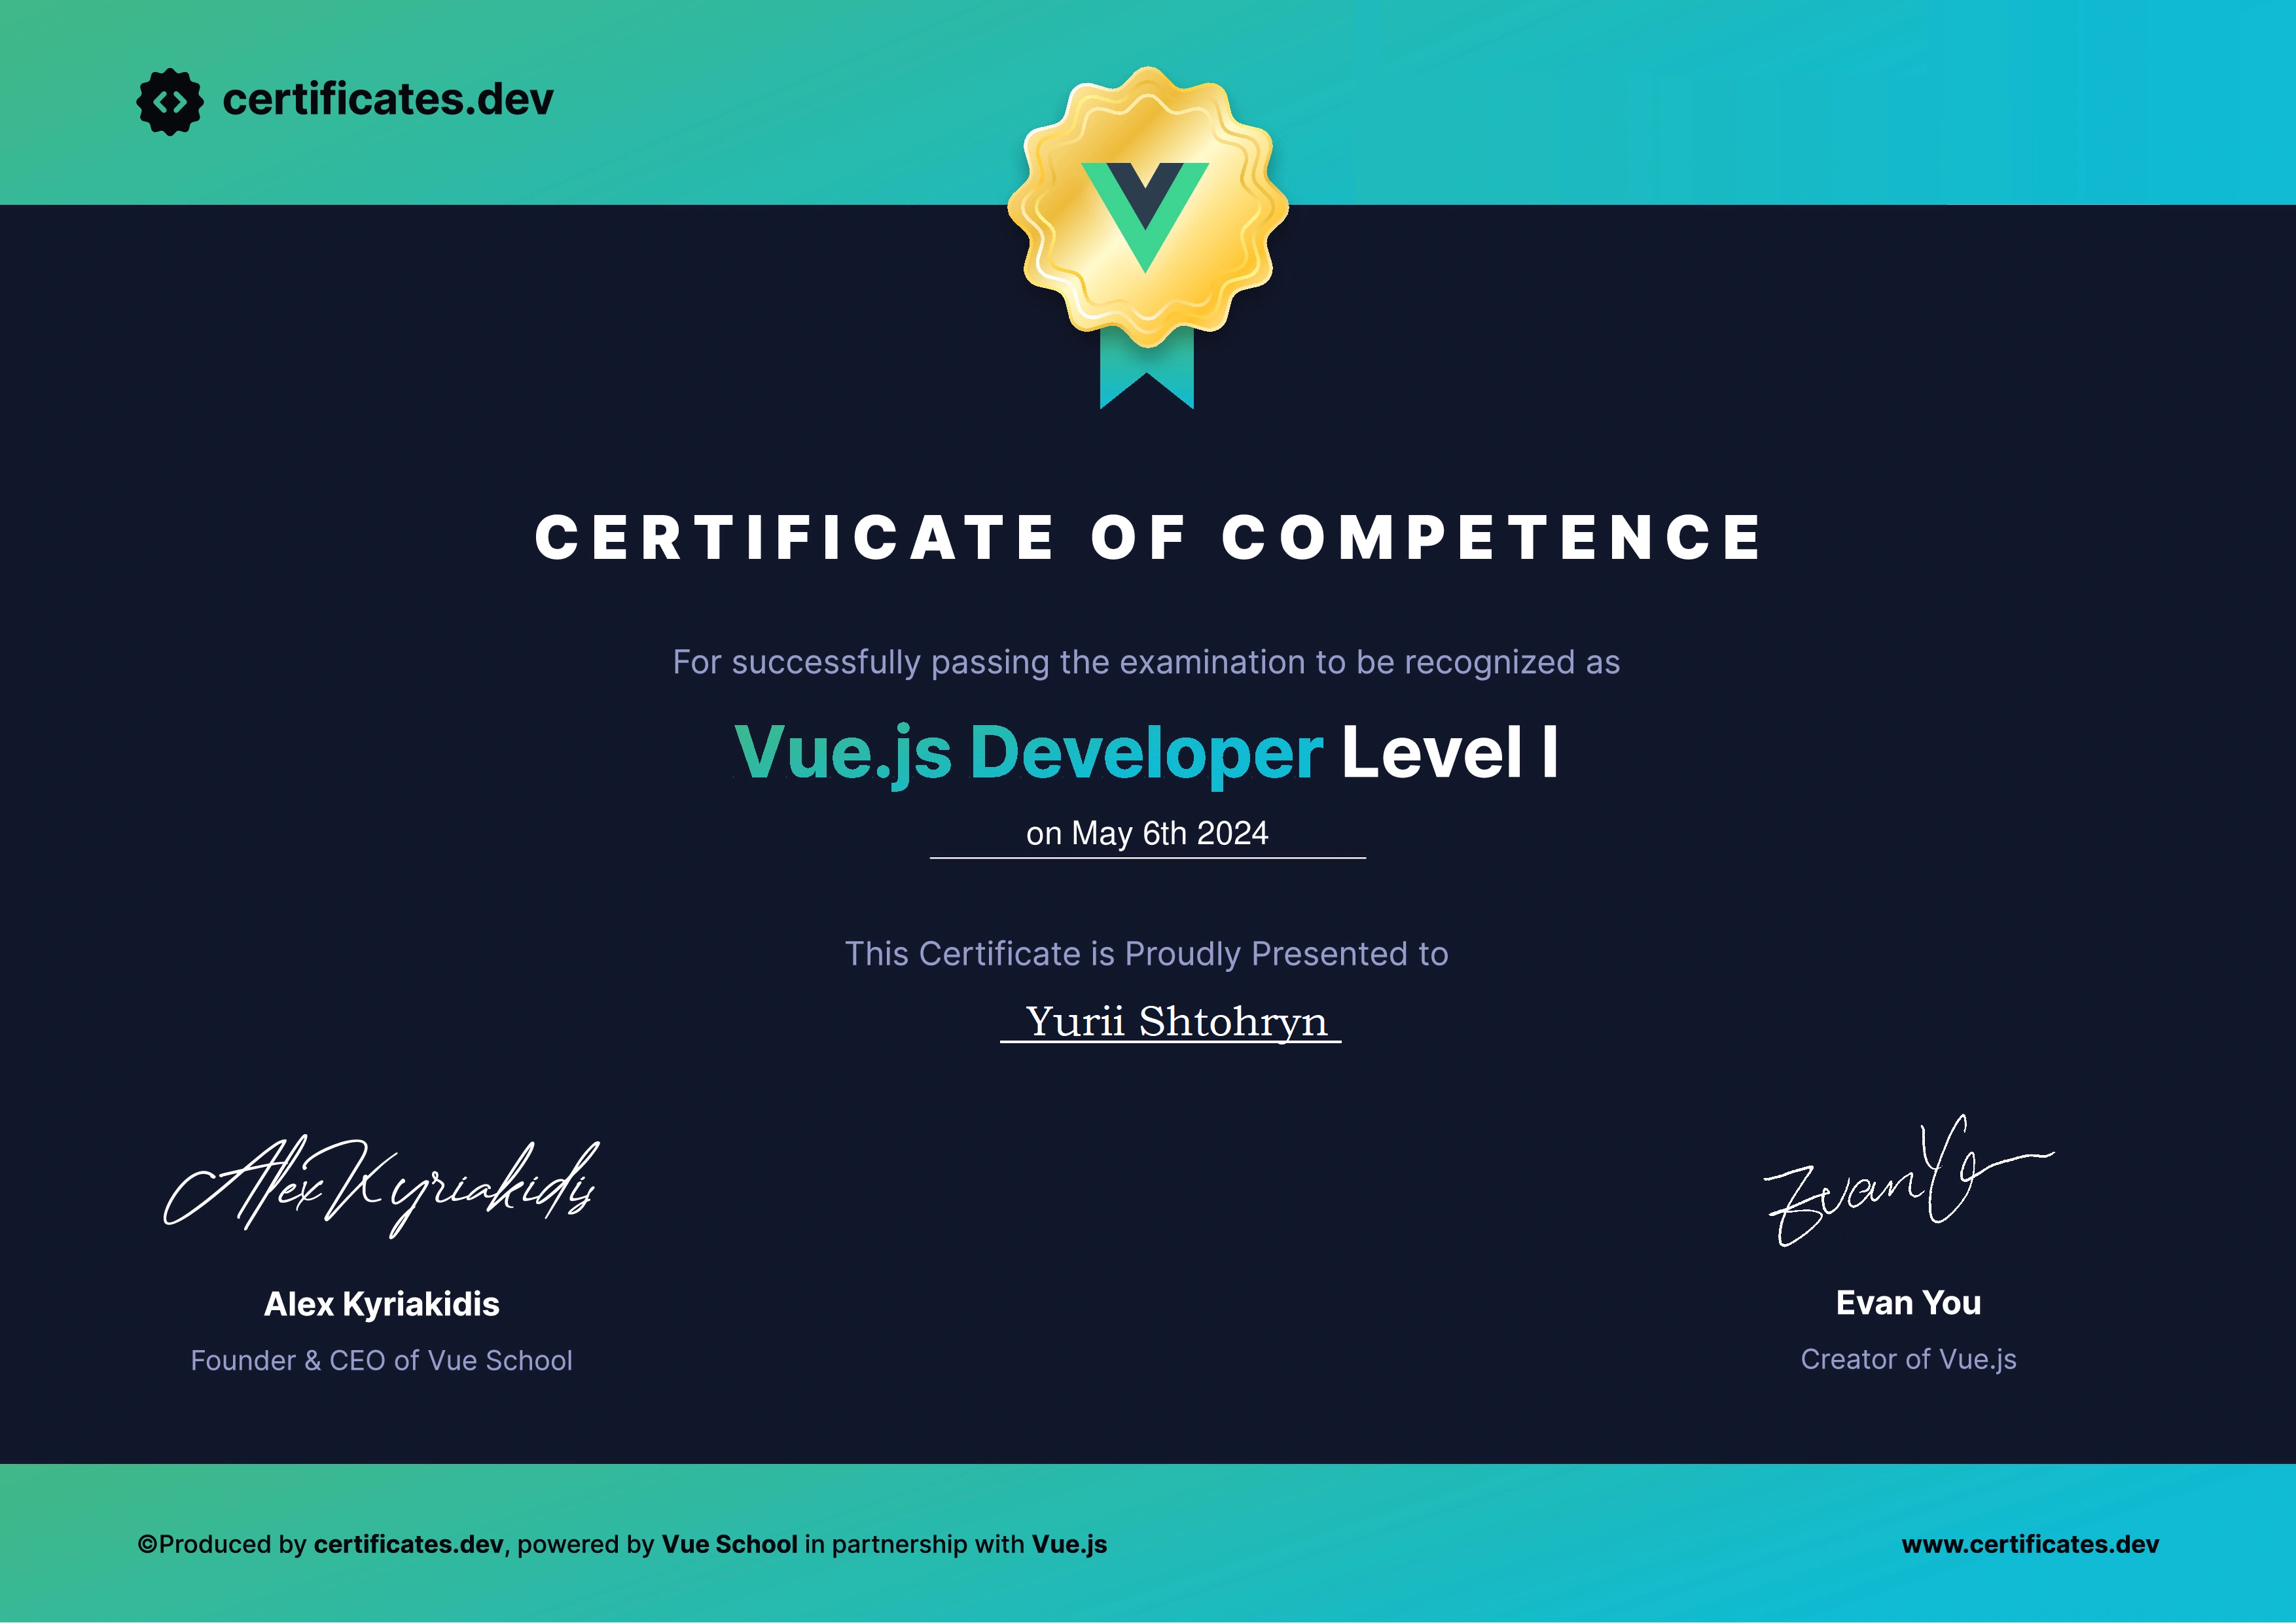 certificates.dev
CERTIFICATE OF COMPETENCE
For successfully passing the examination to be recognized as
Vue.js Developer Level I
on May 6th 2024
This Certificate is Proudly Presented to
Yurii Shtohryn
Alex Kyriakidis
Evan You
Alex Kyriakidis
Evan You
Founder & CEO of Vue School
Creator of Vue.js
©Produced by certificates.dev, powered by Vue School in partnership with Vue.js
www.certificates.dev